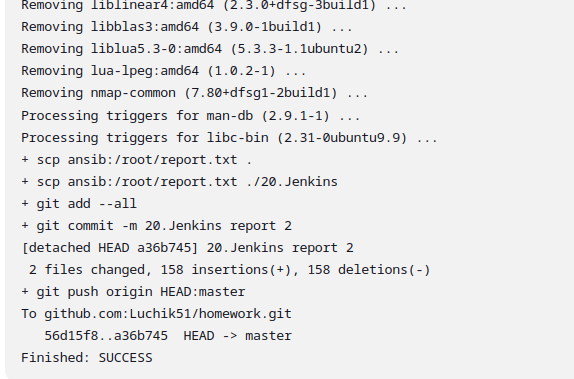 Removing liblinear4:amd64 (2.3.0+dfsg-3build1) ...
Removing libblas3:amd64 (3.9.0-1build1) ...
Removing liblua5.3-0:amd64 (5.3.3-1.1ubuntu2) ...
Removing lua-lpeg:amd64 (1.0.2-1) ...
Removing nmap-common (7.80+dfsg1-2build1) ...
Processing triggers for man-db (2.9.1-1) ...
Processing triggers for libc-bin (2.31-0ubuntu9.9) ...
+ scp ansib:/root/report.txt .
+ scp ansib:/root/report.txt ./20.Jenkins
+ git add --all
+ git commit -m 20.Jenkins report 2
[detached HEAD a36b745] 20.Jenkins report 2
 2 files changed, 158 insertions(+), 158 deletions(-)
+ git push origin HEAD:master
To github.com:Luchik51/homework.git
   56d15f8..a36b745  HEAD -> master
Finished: SUCCESS